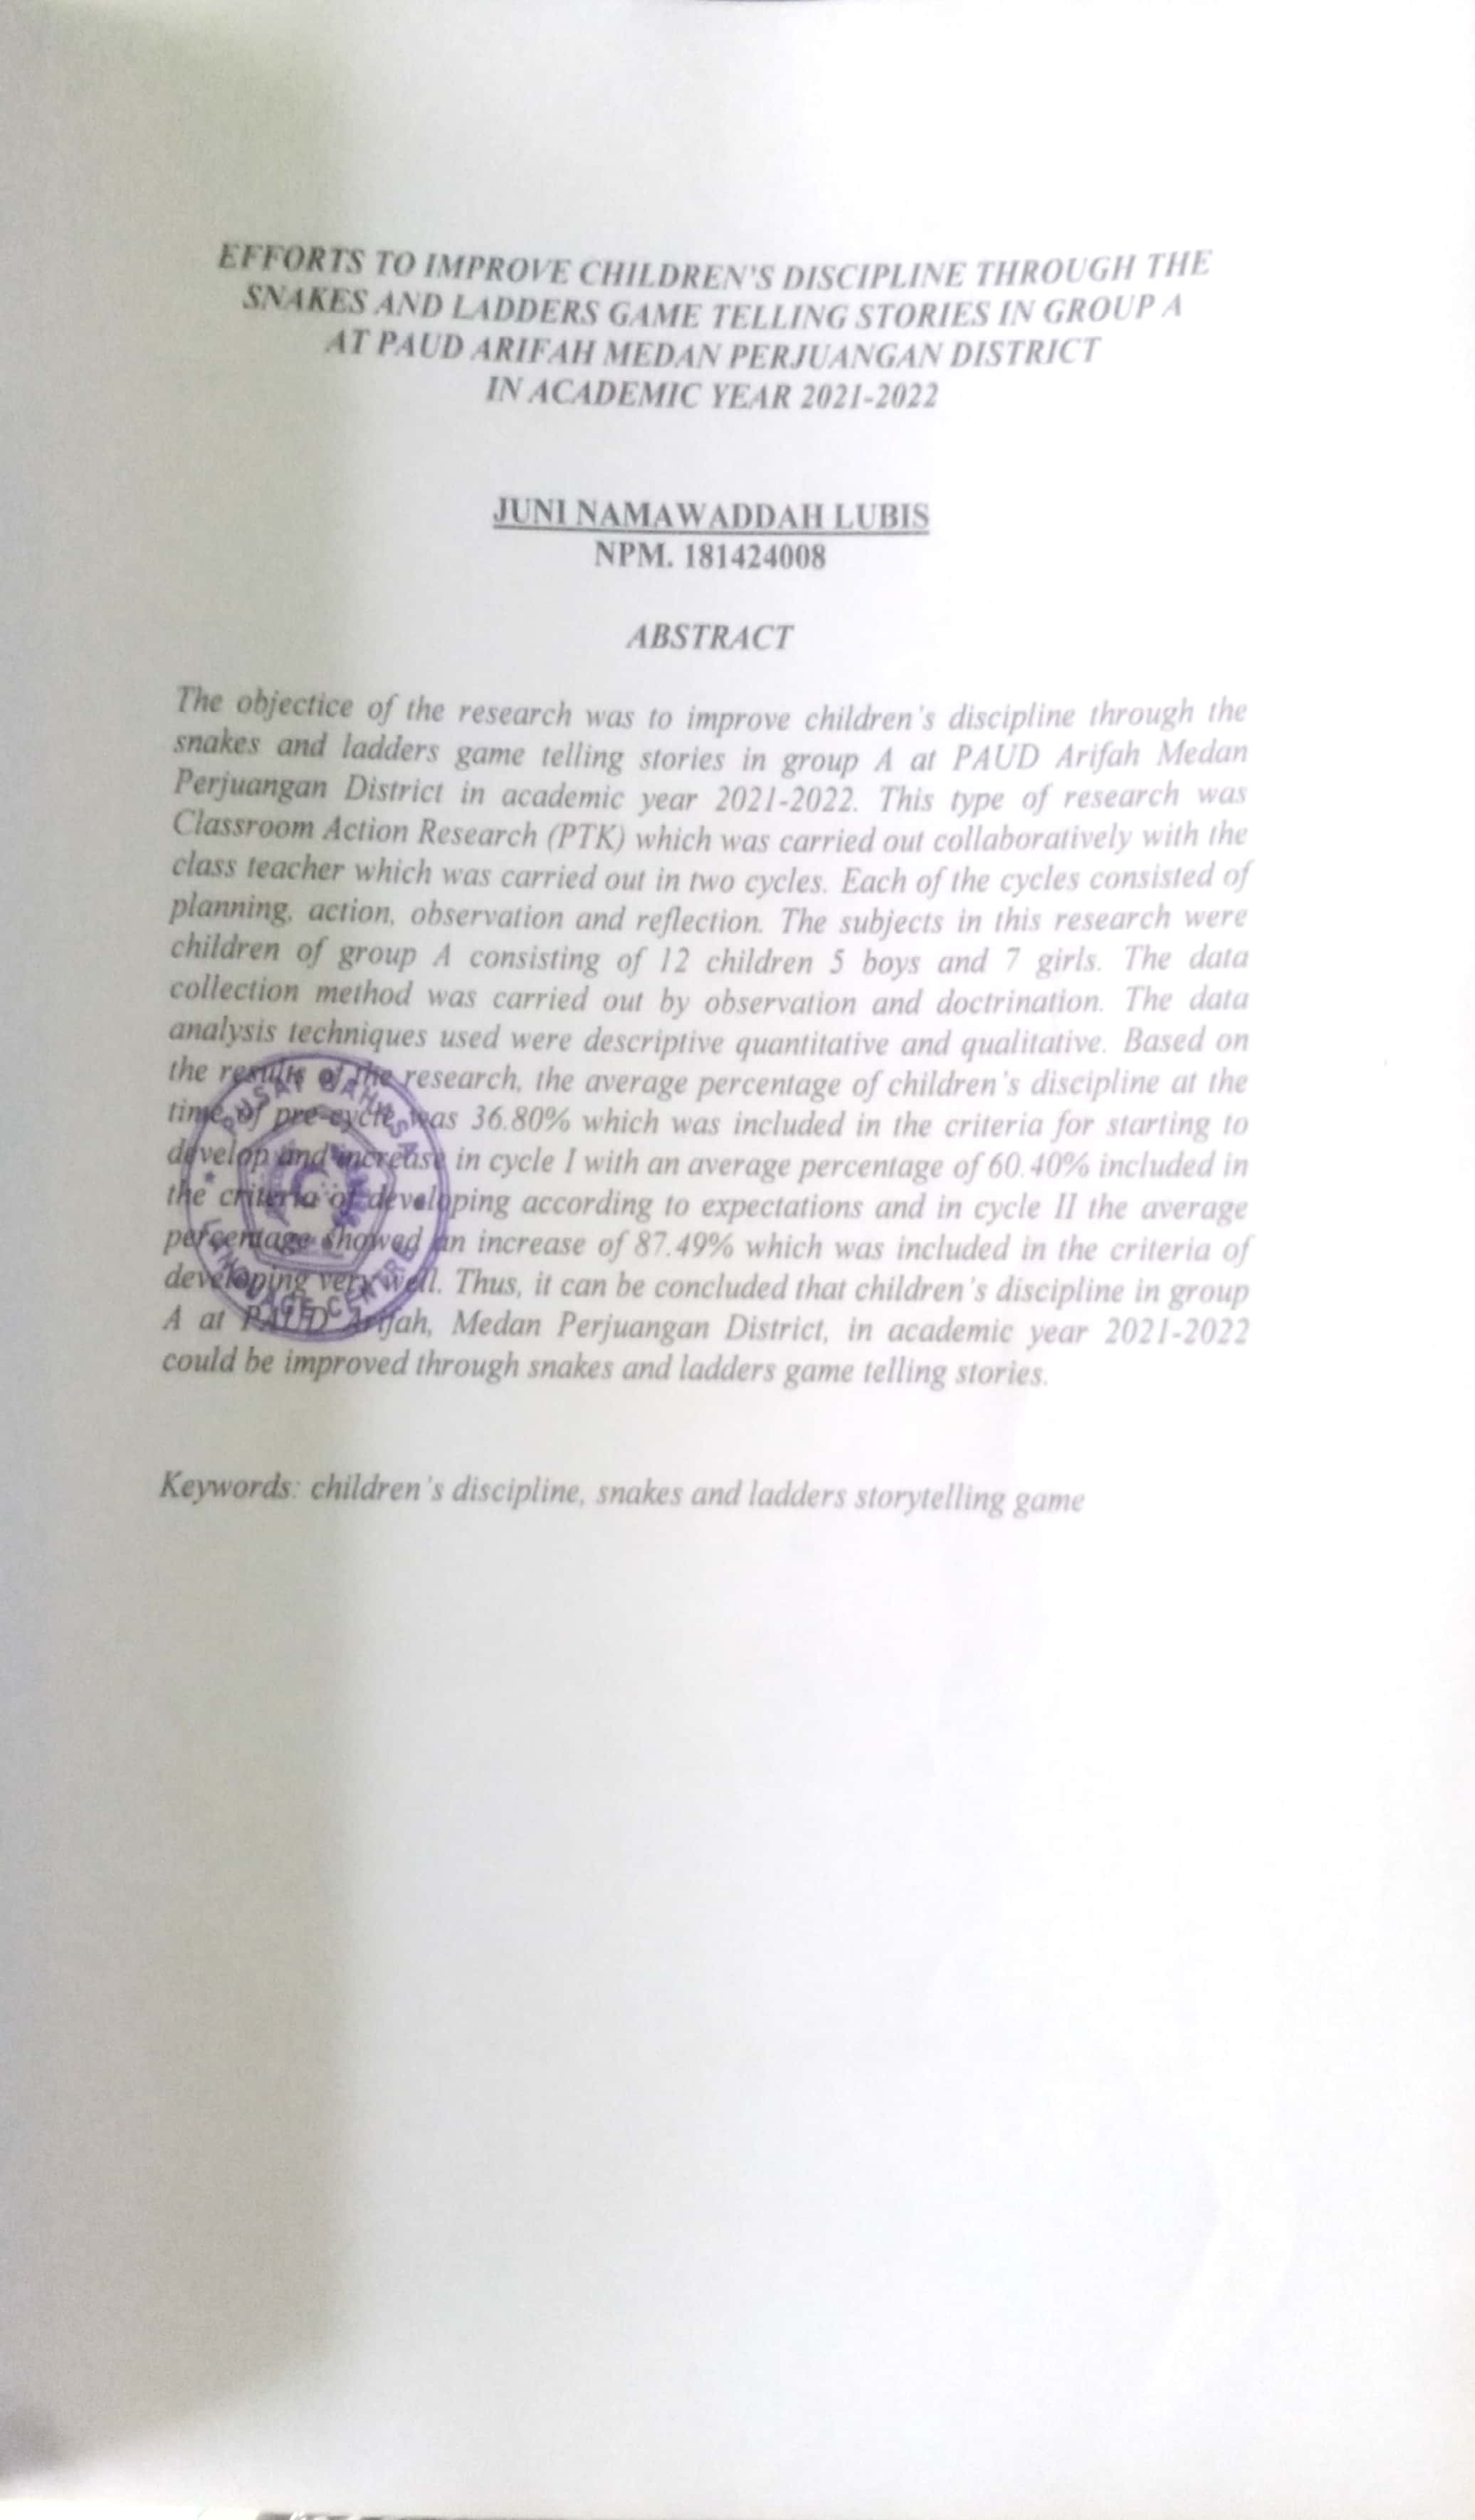 EFFORTS TO IMPROVE CHILDREN'S DISCIPLINE THROUGH THE
SNAKES AND LADDERS GAME TELLING STORIES IN GROUP A
AT PAUD ARIFAH MEDAN PERJUANGAN DISTRICT
IN ACADEMIC YEAR 2021-2022
JUNI NAMAWADDAH LUBIS
NPM. 181424008
ABSTRACT
The objectice of the research was to improve children's discipline through the
snakes and ladders game telling stories in group A at PAUD Arifah Medan
Perjuangan District in academic year 2021-2022. This type of research was
Classroom Action Research (PTK) which was carried out collaboratively with the
class teacher which was carried out in two cycles. Each of the cycles consisted of
planning, action, observation and reflection. The subjects in this research were
children of group A consisting of 12 children 5 boys and 7 girls. The data
collection method was carried out by observation and doctrination. The data
analysis techniques used were descriptive quantitative and qualitative. Based on
the results of the research, the average percentage of children's discipline at the
time of pre-cycle was 36.80% which was included in the criteria for starting to
develop and increase in cycle I with an average percentage of 60.40% included in
the criteria of developing according to expectations and in cycle II the average
percentage showed an increase of 87.49% which was included in the criteria of
developing very well. Thus, it can be concluded that children's discipline in group
A at PAUD Arifah, Medan Perjuangan District, in academic year 2021-2022
could be improved through snakes and ladders game telling stories.
Keywords: children's discipline, snakes and ladders storytelling game
PUSAT BAHASA